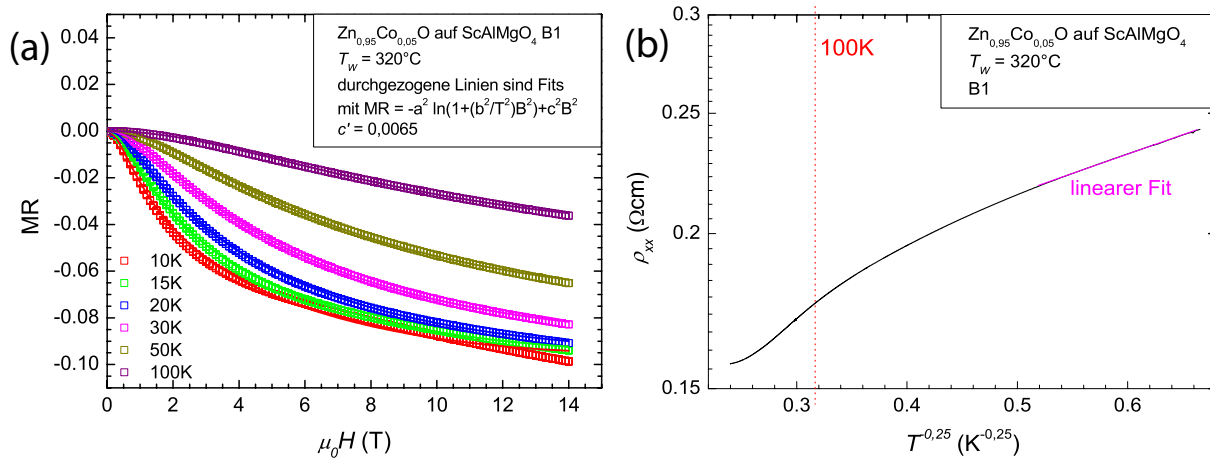 (a)
0.04
0.02
0.00
-0.02
-0.04
-0.06
-0.08
-0.10
MR
Zn0,95Co0,05O auf ScAlMgO4 B1
TW = 320°C
durchgezogene Linien sind Fits
mit MR = -a² ln(1+(b²/T²)B²)+c²B²
c' = 0,0065
10K
15K
20K
30K
50K
100K
0 2 4 6 8 10 12 14
μ0H (T)
(b)
0.3
0.25
0.2
0.15
ρxx (Ωcm)
100K
Zn0,95Co0,05O auf ScAlMgO4
TW = 320°C
B1
linearer Fit
0.3 0.4 0.5 0.6
T-0,25 (K-0,25)